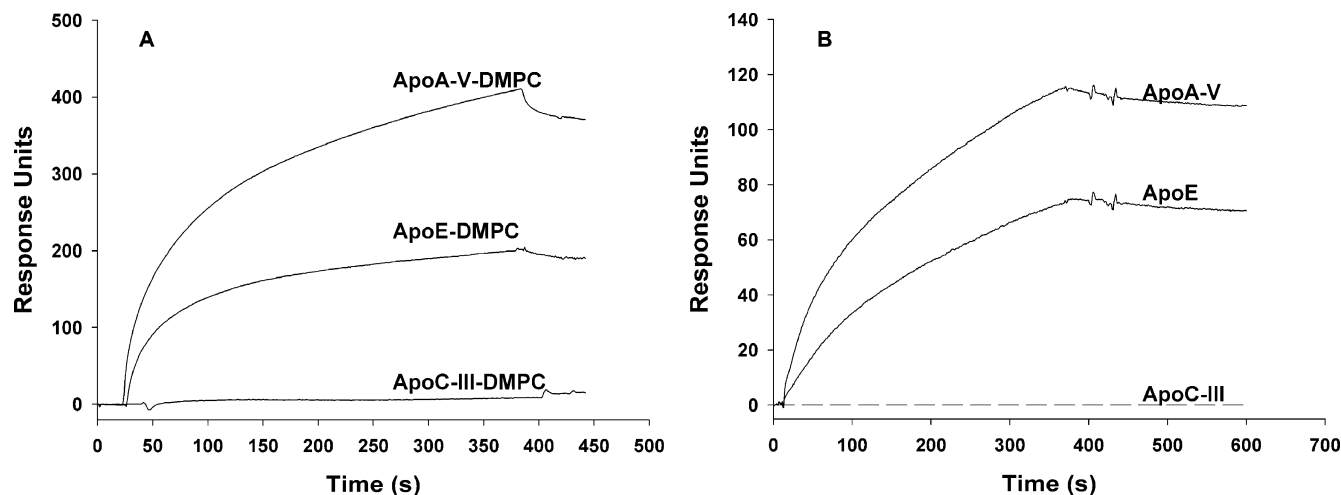 A
500
400
300
200
100
0
Response Units
ApoA-V-DMPC
ApoE-DMPC
ApoC-III-DMPC
0 50 100 150 200 250 300 350 400 450 500
Time (s)
B
140
120
100
80
60
40
20
0
Response Units
ApoA-V
ApoE
ApoC-III
0 100 200 300 400 500 600 700
Time (s)